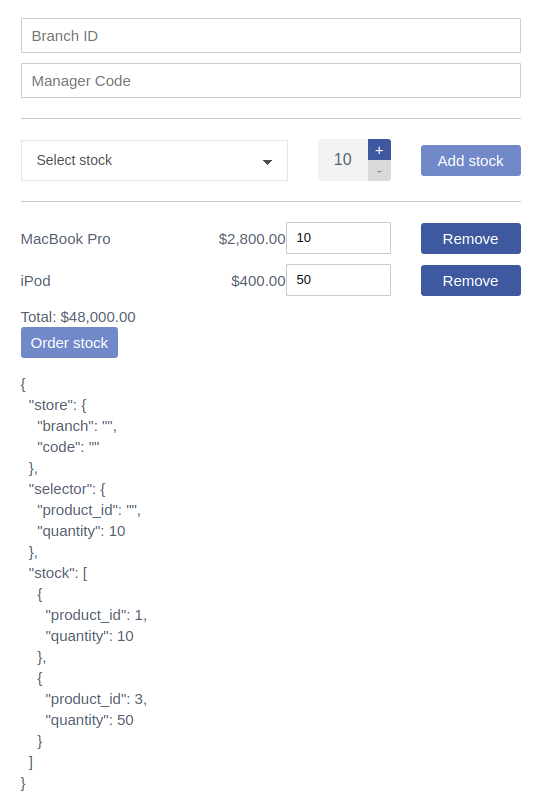 Branch ID
Manager Code
Select stock 10 + - Add stock
MacBook Pro $2,800.00 10 Remove
iPod $400.00 50 Remove
Total: $48,000.00
Order stock
{
  "store": {
    "branch": "",
    "code": ""
  },
  "selector": {
    "product_id": "",
    "quantity": 10
  },
  "stock": [
    {
      "product_id": 1,
      "quantity": 10
    },
    {
      "product_id": 3,
      "quantity": 50
    }
  ]
}